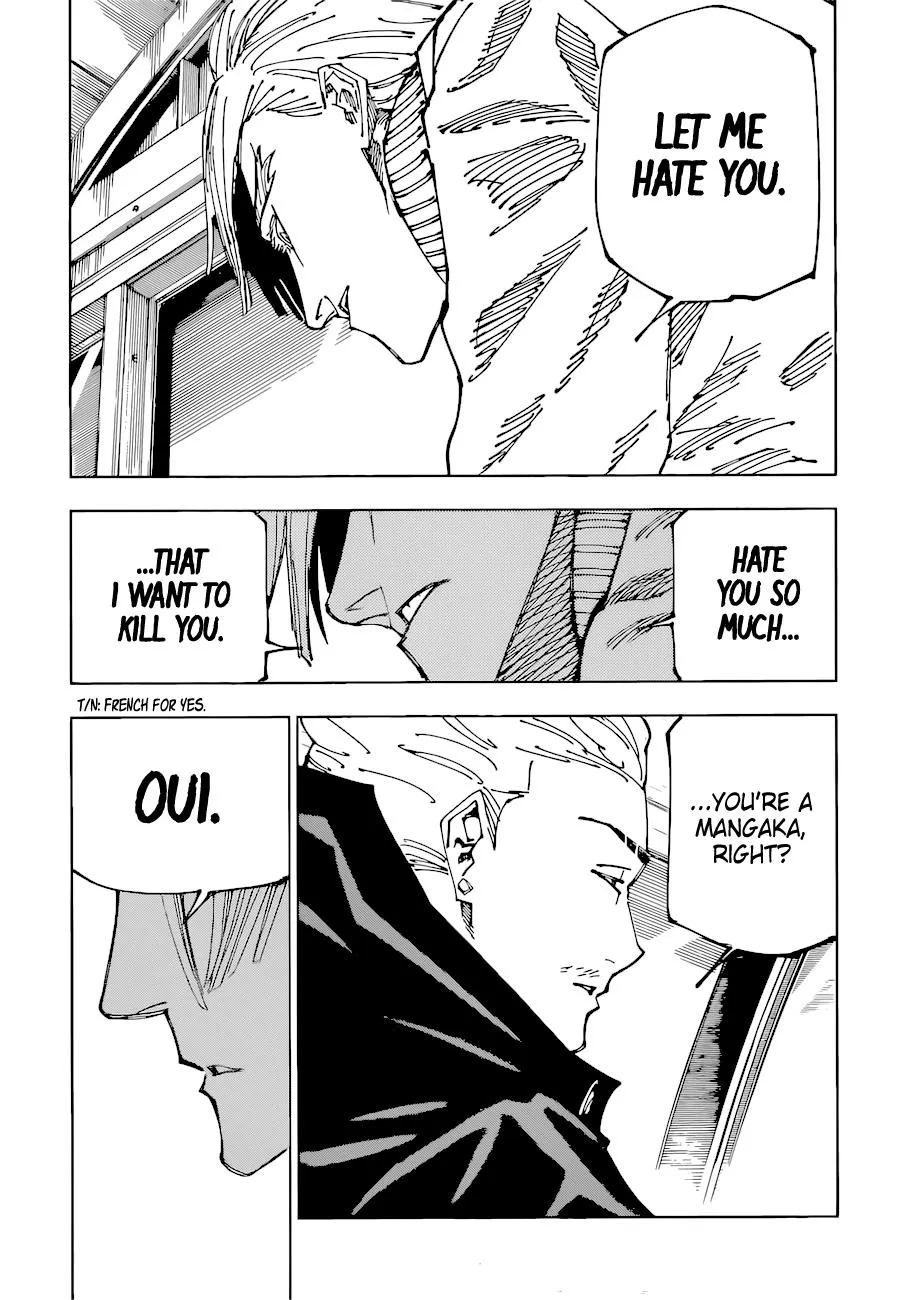 LET ME
HATE YOU.
HATE
YOU SO
MUCH...
...THAT
I WANT TO
KILL YOU.
...YOU'RE A
MANGAKA,
RIGHT?
T/N: FRENCH FOR YES.
OUI.